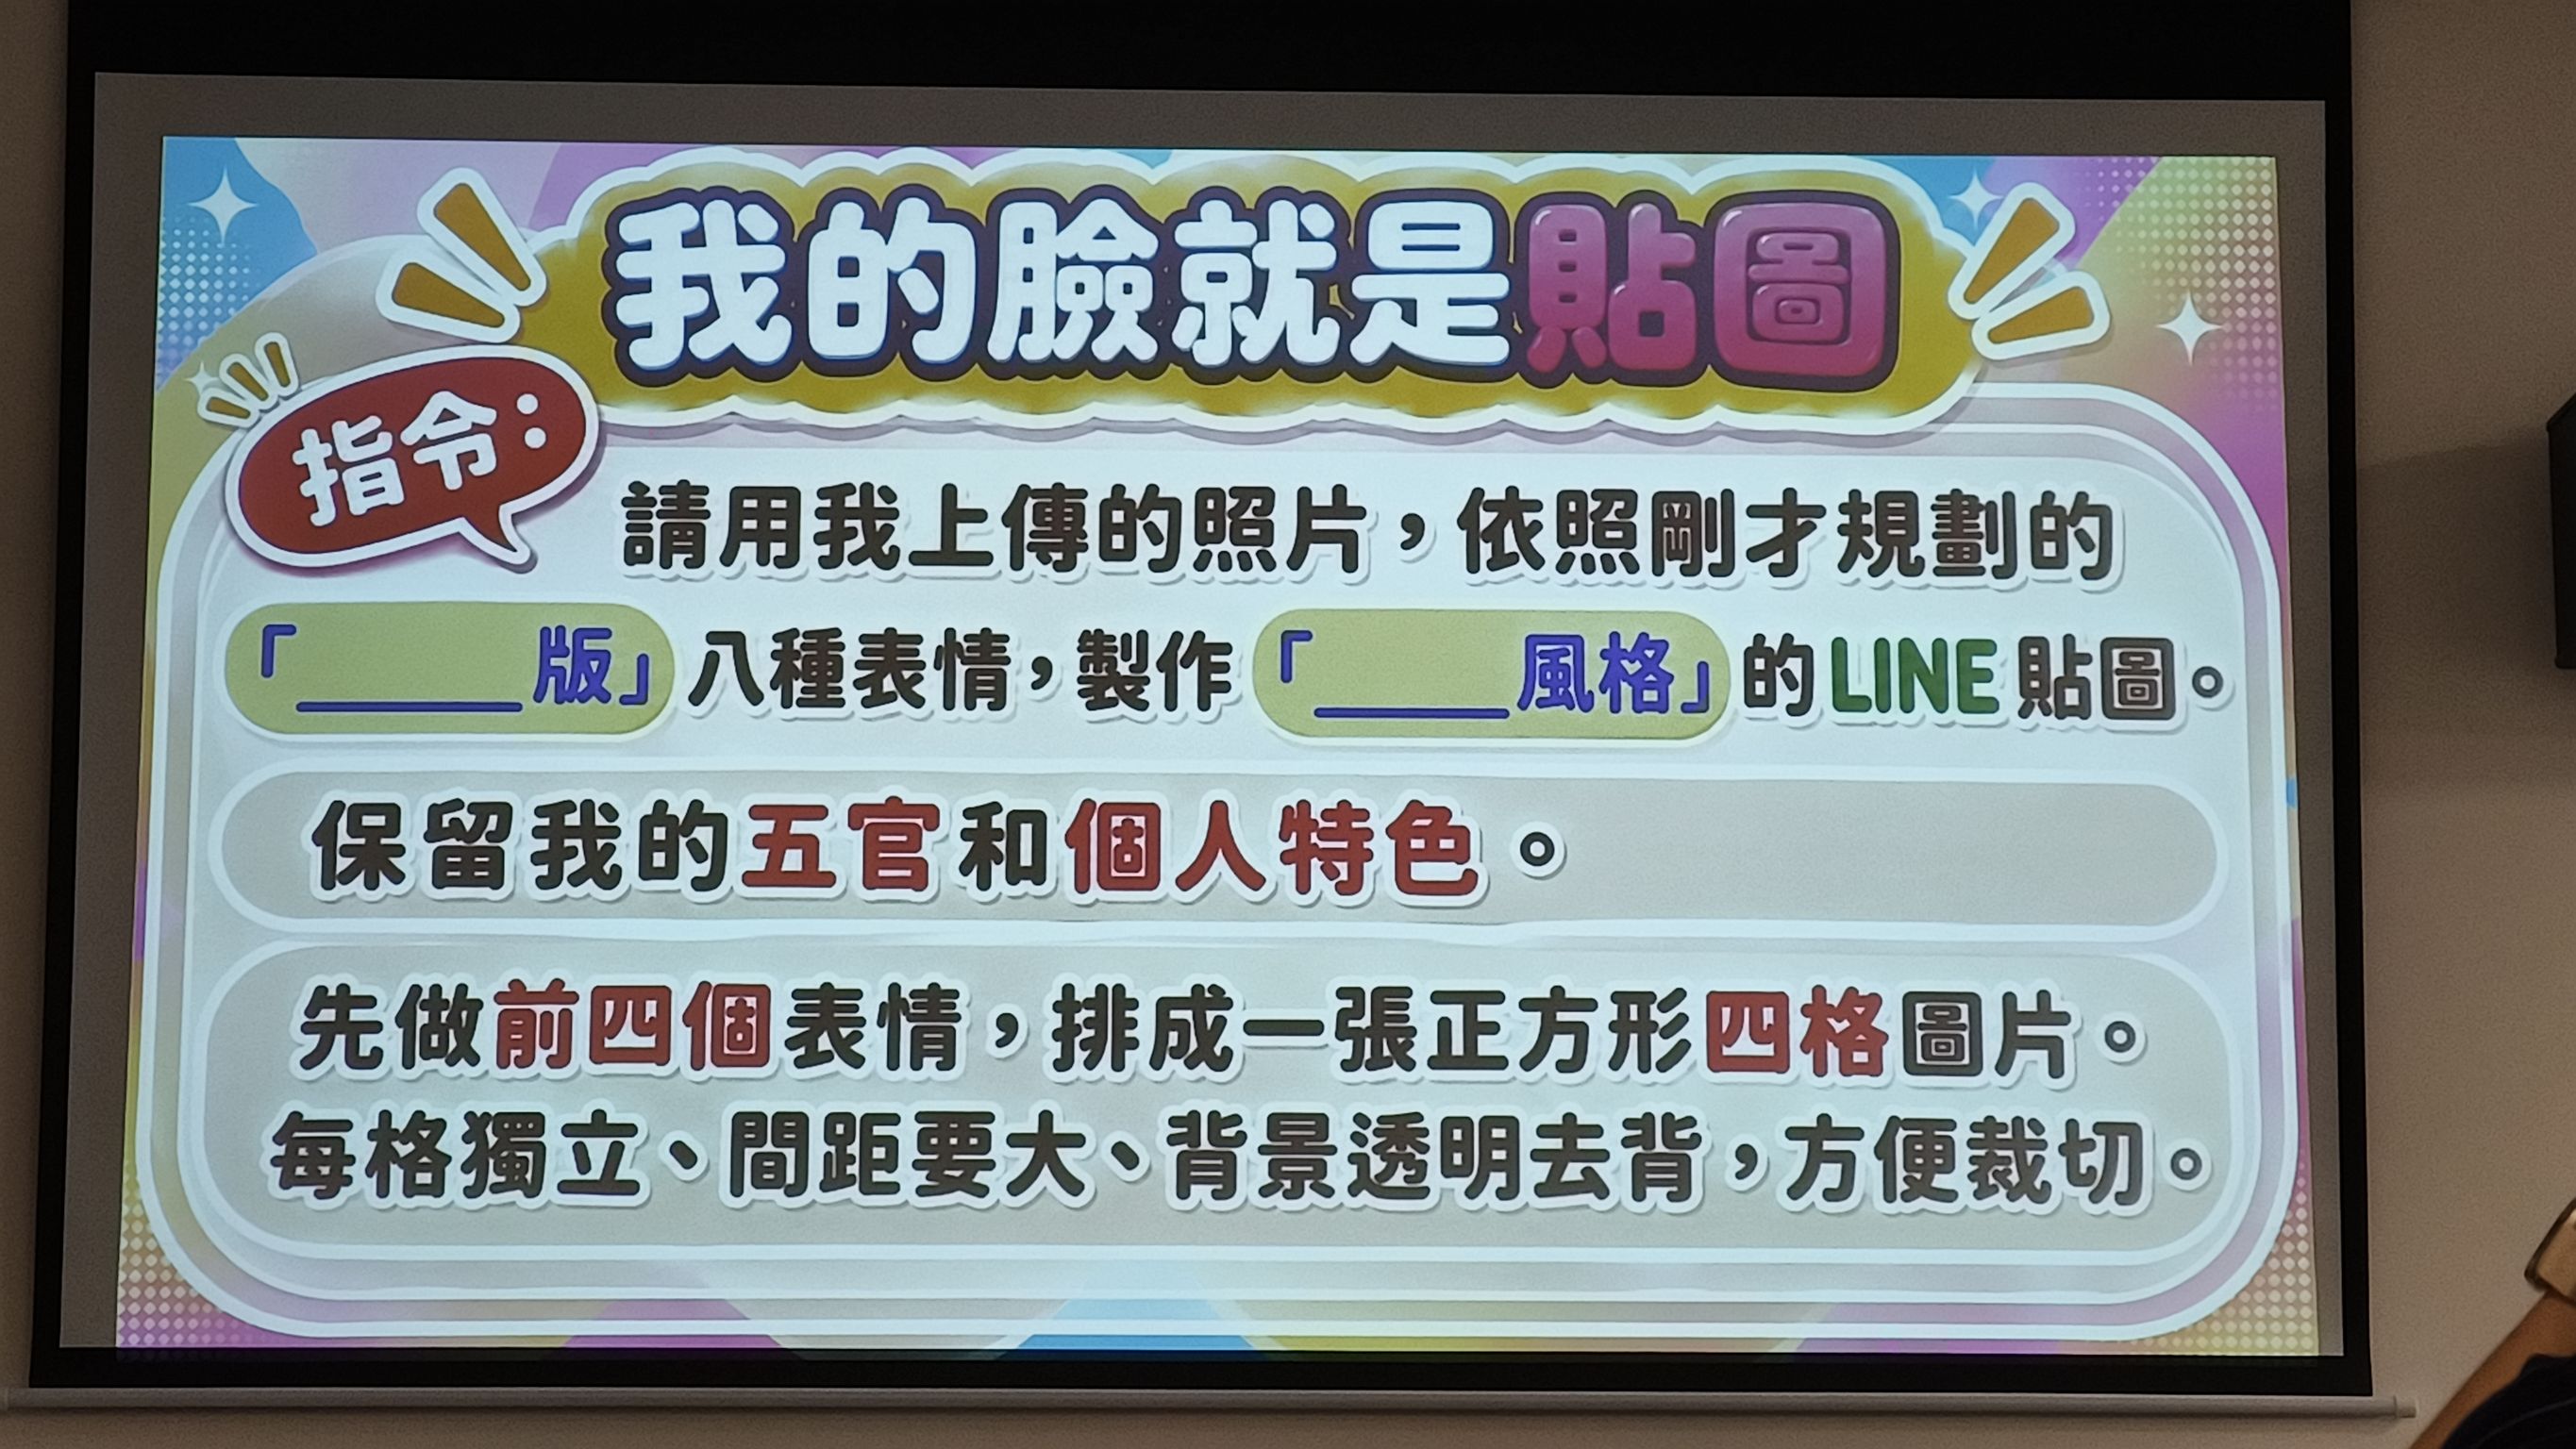 我的臉就是貼圖
指令：
請用我上傳的照片，依照剛才規劃的
「_____版」八種表情，製作「____風格」的LINE貼圖。
保留我的五官和個人特色。
先做前四個表情，排成一張正方形四格圖片。
每格獨立、間距要大、背景透明去背，方便裁切。